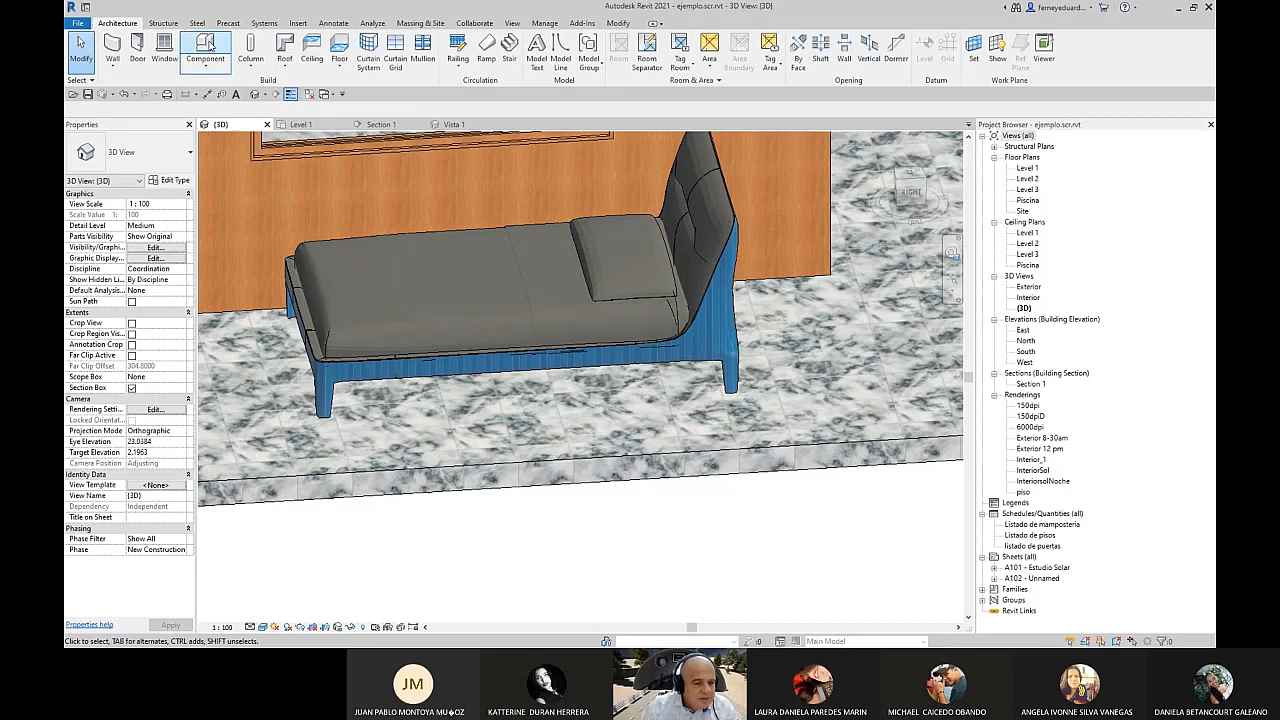 Autodesk Revit 2021 - ejemplo.scr.rvt - 3D View: {3D}
ferneyeduard...
File Architecture Structure Steel Precast Systems Insert Annotate Analyze Massing & Site Collaborate View Manage Add-Ins Modify
Modify Wall Door Window Component Column Roof Ceiling Floor Curtain System Curtain Grid Mullion Railing Ramp Stair Model Text Model Line Model Group Room Room Separator Tag Room Area Area Boundary Tag Area By Face Shaft Wall Vertical Dormer Level Grid Set Show Ref Plane Viewer
Select Build Circulation Model Room & Area Opening Datum Work Plane
Properties
{3D} Level 1 Section 1 Vista 1
Project Browser - ejemplo.scr.rvt
3D View
3D View: {3D} Edit Type
Graphics
View Scale 1 : 100
Scale Value 1: 100
Detail Level Medium
Parts Visibility Show Original
Visibility/Graphi... Edit...
Graphic Display... Edit...
Discipline Coordination
Show Hidden Li... By Discipline
Default Analysis... None
Sun Path
Extents
Crop View
Crop Region Vis...
Annotation Crop
Far Clip Active
Far Clip Offset 304.8000
Scope Box None
Section Box
Camera
Rendering Setti... Edit...
Locked Orientat...
Projection Mode Orthographic
Eye Elevation 23.0384
Target Elevation 2.1963
Camera Position Adjusting
Identity Data
View Template <None>
View Name {3D}
Dependency Independent
Title on Sheet
Phasing
Phase Filter Show All
Phase New Construction
Properties help Apply
RIGHT
Views (all)
Structural Plans
Floor Plans
Level 1
Level 2
Level 3
Piscina
Site
Ceiling Plans
Level 1
Level 2
Level 3
Piscina
3D Views
Exterior
Interior
{3D}
Elevations (Building Elevation)
East
North
South
West
Sections (Building Section)
Section 1
Renderings
150dpi
150dpiD
6000dpi
Exterior 8-30am
Exterior 12 pm
Interior_1
InteriorSol
InteriorsolNoche
piso
Legends
Schedules/Quantities (all)
Listado de mamposteria
Listado de pisos
listado de puertas
Sheets (all)
A101 - Estudio Solar
A102 - Unnamed
Families
Groups
Revit Links
1 : 100
Click to select, TAB for alternates, CTRL adds, SHIFT unselects.
:0 Main Model :0
JM
JUAN PABLO MONTOYA MU�OZ
KATTERINE DURAN HERRERA
LAURA DANIELA PAREDES MARIN
MICHAEL CAICEDO OBANDO
ANGELA IVONNE SILVA VANEGAS
DANIELA BETANCOURT GALEANO